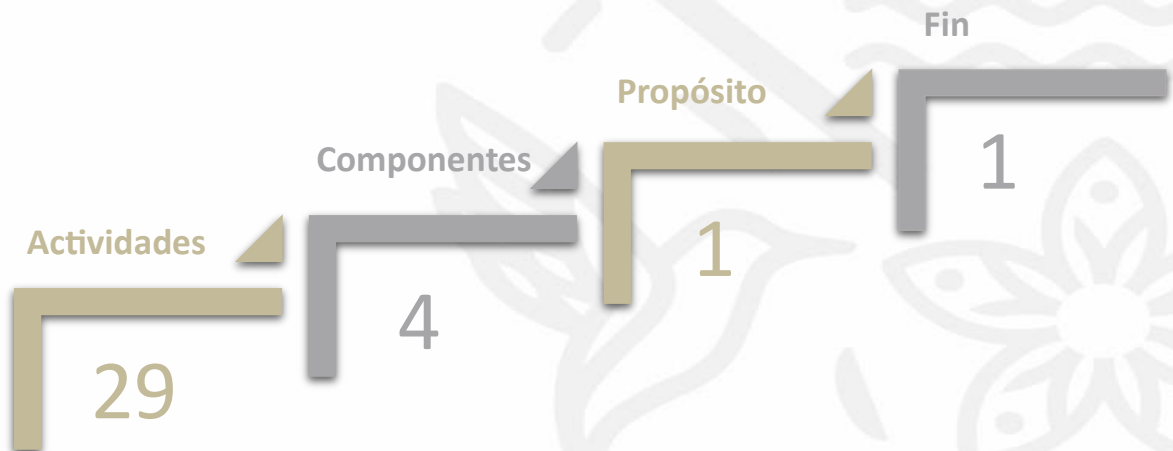 Fin
1
Propósito
1
Componentes
4
Actividades
29